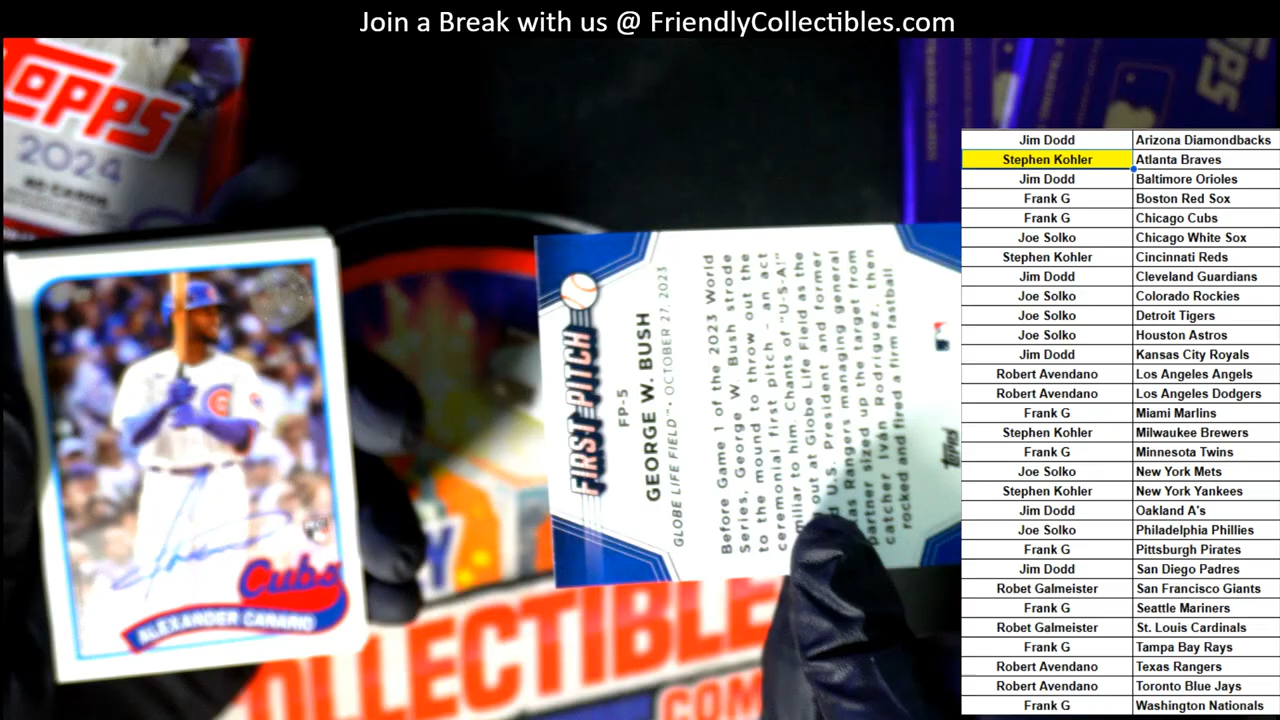 Join a Break with us @ FriendlyCollectibles.com
TOPPS
2024
Cubs
ALEXANDER CANARIO
FIRST PITCH
FP-5
GEORGE W. BUSH
GLOBE LIFE FIELD™ • OCTOBER 27, 2023
Before Game 1 of the 2023 World
Series, George W. Bush strode
to the mound to throw out the
ceremonial first pitch – an act
miliar to him. Chants of "U-S-A!"
out at Globe Life Field as the
U.S. President and former
Rangers managing general
partner sized up the target from
catcher Iván Rodríguez, then
rocked and fired a firm fastball
topps
COLLECTIBLE
COM
Jim Dodd Arizona Diamondbacks
Stephen Kohler Atlanta Braves
Jim Dodd Baltimore Orioles
Frank G Boston Red Sox
Frank G Chicago Cubs
Joe Solko Chicago White Sox
Stephen Kohler Cincinnati Reds
Jim Dodd Cleveland Guardians
Joe Solko Colorado Rockies
Joe Solko Detroit Tigers
Joe Solko Houston Astros
Jim Dodd Kansas City Royals
Robert Avendano Los Angeles Angels
Robert Avendano Los Angeles Dodgers
Frank G Miami Marlins
Stephen Kohler Milwaukee Brewers
Frank G Minnesota Twins
Joe Solko New York Mets
Stephen Kohler New York Yankees
Jim Dodd Oakland A's
Joe Solko Philadelphia Phillies
Frank G Pittsburgh Pirates
Jim Dodd San Diego Padres
Robet Galmeister San Francisco Giants
Frank G Seattle Mariners
Robet Galmeister St. Louis Cardinals
Frank G Tampa Bay Rays
Robert Avendano Texas Rangers
Robert Avendano Toronto Blue Jays
Frank G Washington Nationals